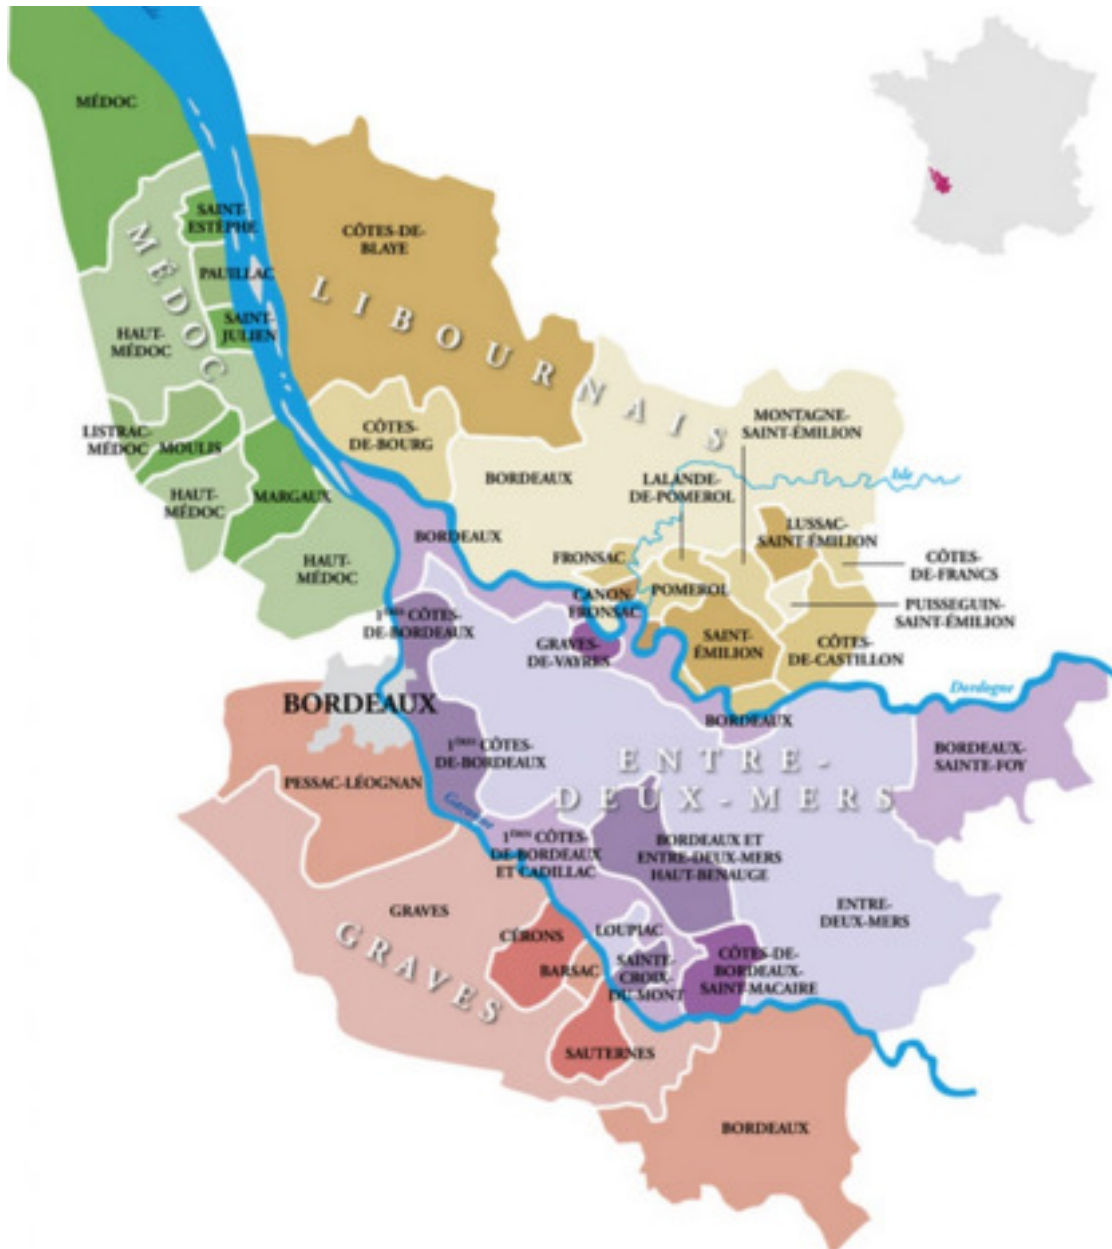 MÉDOC
SAINT-
ESTÈPHE
PAUILLAC
SAINT-
JULIEN
MÉDOC
HAUT-
MÉDOC
LISTRAC-
MÉDOC
MOULIS
HAUT-
MÉDOC
MARGAUX
HAUT-
MÉDOC
CÔTES-DE-
BLAYE
LIBOURNAIS
CÔTES-
DE-BOURG
BORDEAUX
MONTAGNE-
SAINT-ÉMILION
LALANDE-
DE-POMEROL
Isle
LUSSAC-
SAINT-ÉMILION
CÔTES-
DE-FRANCS
PUISSEGUIN-
SAINT-ÉMILION
FRONSAC
CANON-
FRONSAC
POMEROL
SAINT-
ÉMILION
CÔTES-
DE-CASTILLON
BORDEAUX
1ÈRES CÔTES-
DE-BORDEAUX
GRAVES-
DE-VAYRES
Dordogne
BORDEAUX
BORDEAUX
BORDEAUX-
SAINTE-FOY
1ÈRES CÔTES-
DE-BORDEAUX
ENTRE-
DEUX-MERS
PESSAC-LÉOGNAN
Garonne
1ÈRES CÔTES-
DE-BORDEAUX
ET CADILLAC
BORDEAUX ET
ENTRE-DEUX-MERS
HAUT-BENAUGE
ENTRE-
DEUX-MERS
GRAVES
GRAVES
CÉRONS
BARSAC
LOUPIAC
SAINTE-
CROIX-
DU-MONT
CÔTES-DE-
BORDEAUX-
SAINT-MACAIRE
SAUTERNES
BORDEAUX